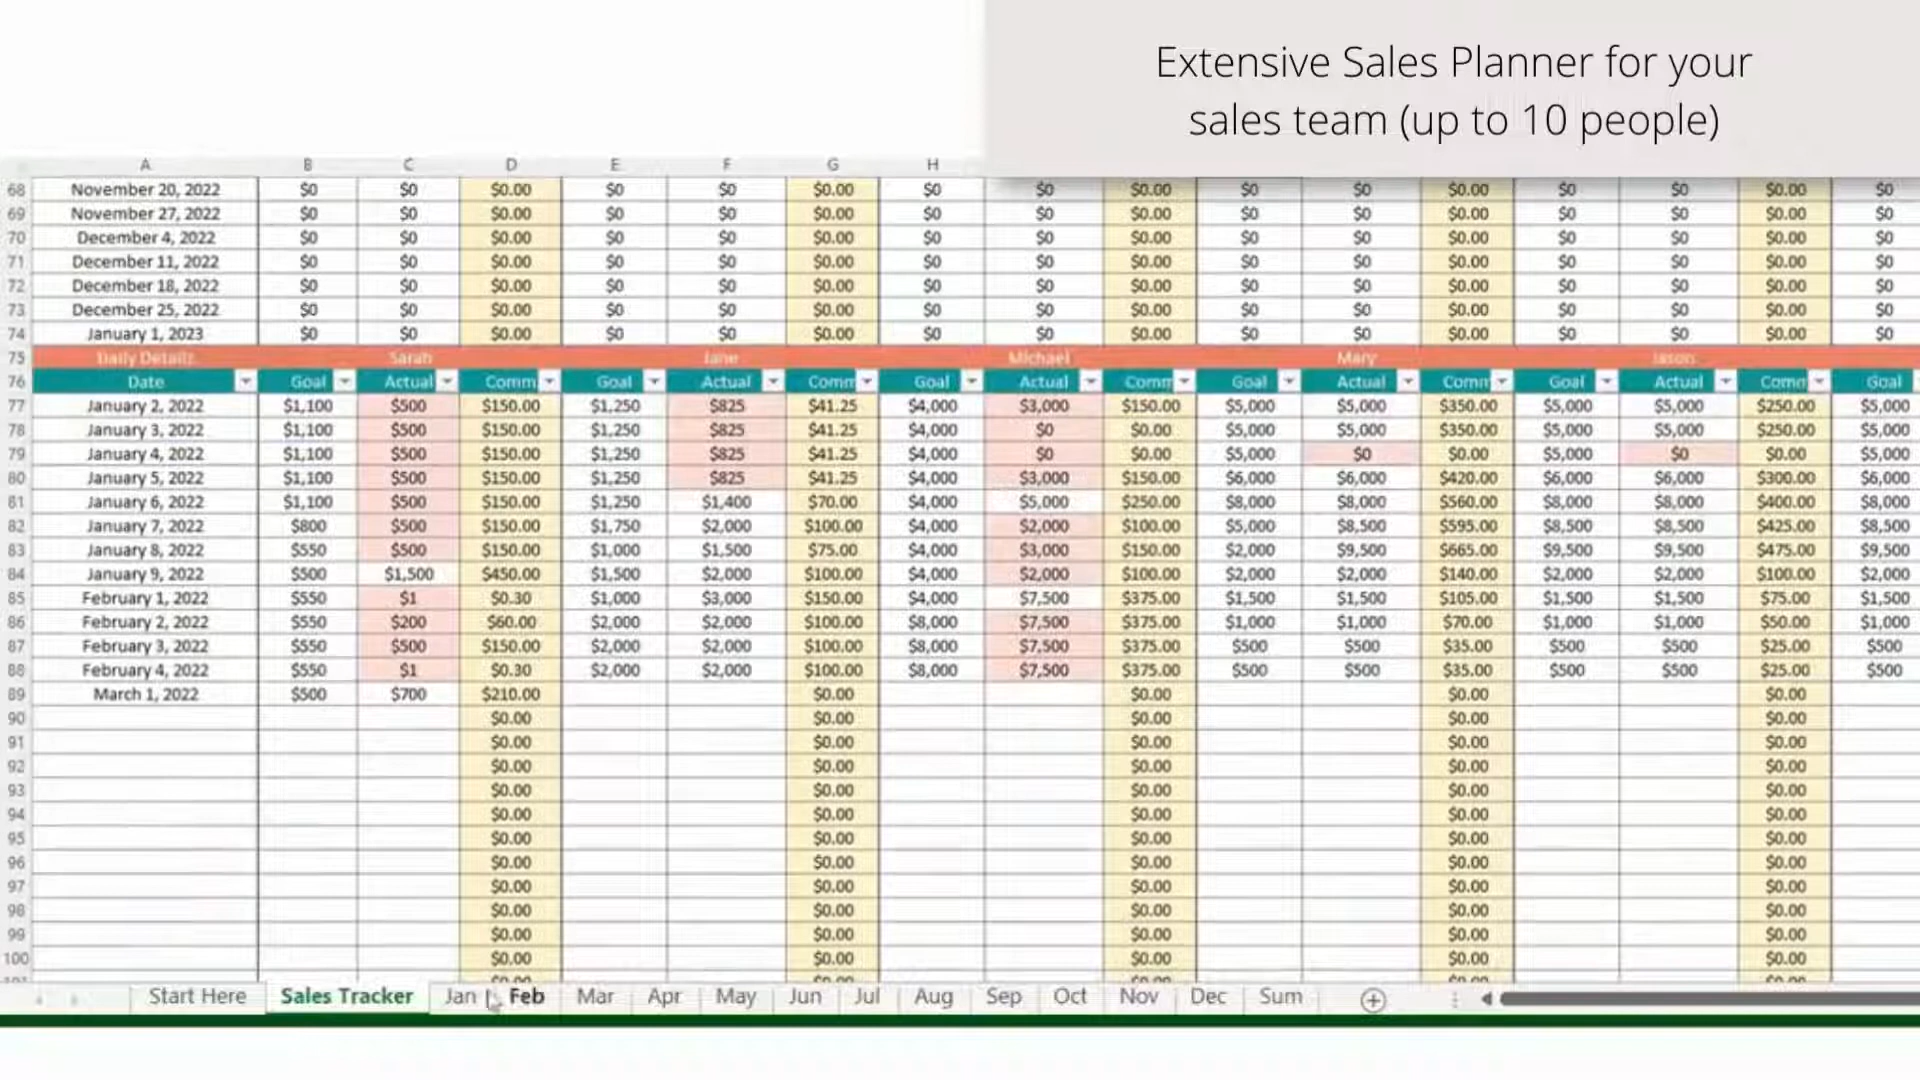 Extensive Sales Planner for your
sales team (up to 10 people)
A B C D E F G H
68 November 20, 2022 $0 $0 $0.00 $0 $0 $0.00 $0 $0 $0.00 $0 $0 $0.00 $0 $0 $0.00 $0
69 November 27, 2022 $0 $0 $0.00 $0 $0 $0.00 $0 $0 $0.00 $0 $0 $0.00 $0 $0 $0.00 $0
70 December 4, 2022 $0 $0 $0.00 $0 $0 $0.00 $0 $0 $0.00 $0 $0 $0.00 $0 $0 $0.00 $0
71 December 11, 2022 $0 $0 $0.00 $0 $0 $0.00 $0 $0 $0.00 $0 $0 $0.00 $0 $0 $0.00 $0
72 December 18, 2022 $0 $0 $0.00 $0 $0 $0.00 $0 $0 $0.00 $0 $0 $0.00 $0 $0 $0.00 $0
73 December 25, 2022 $0 $0 $0.00 $0 $0 $0.00 $0 $0 $0.00 $0 $0 $0.00 $0 $0 $0.00 $0
74 January 1, 2023 $0 $0 $0.00 $0 $0 $0.00 $0 $0 $0.00 $0 $0 $0.00 $0 $0 $0.00 $0
75 Daily Details Sarah Jane Michael Mary Jason
76 Date Goal Actual Comm Goal Actual Comm Goal Actual Comm Goal Actual Comm Goal Actual Comm Goal
77 January 2, 2022 $1,100 $500 $150.00 $1,250 $825 $41.25 $4,000 $3,000 $150.00 $5,000 $5,000 $350.00 $5,000 $5,000 $250.00 $5,000
78 January 3, 2022 $1,100 $500 $150.00 $1,250 $825 $41.25 $4,000 $0 $0.00 $5,000 $5,000 $350.00 $5,000 $5,000 $250.00 $5,000
79 January 4, 2022 $1,100 $500 $150.00 $1,250 $825 $41.25 $4,000 $0 $0.00 $5,000 $0 $0.00 $5,000 $0 $0.00 $5,000
80 January 5, 2022 $1,100 $500 $150.00 $1,250 $825 $41.25 $4,000 $3,000 $150.00 $6,000 $6,000 $420.00 $6,000 $6,000 $300.00 $6,000
81 January 6, 2022 $1,100 $500 $150.00 $1,250 $1,400 $70.00 $4,000 $5,000 $250.00 $8,000 $8,000 $560.00 $8,000 $8,000 $400.00 $8,000
82 January 7, 2022 $800 $500 $150.00 $1,750 $2,000 $100.00 $4,000 $2,000 $100.00 $5,000 $8,500 $595.00 $8,500 $8,500 $425.00 $8,500
83 January 8, 2022 $550 $500 $150.00 $1,000 $1,500 $75.00 $4,000 $3,000 $150.00 $2,000 $9,500 $665.00 $9,500 $9,500 $475.00 $9,500
84 January 9, 2022 $500 $1,500 $450.00 $1,500 $2,000 $100.00 $4,000 $2,000 $100.00 $2,000 $2,000 $140.00 $2,000 $2,000 $100.00 $2,000
85 February 1, 2022 $550 $1 $0.30 $1,000 $3,000 $150.00 $4,000 $7,500 $375.00 $1,500 $1,500 $105.00 $1,500 $1,500 $75.00 $1,500
86 February 2, 2022 $550 $200 $60.00 $2,000 $2,000 $100.00 $8,000 $7,500 $375.00 $1,000 $1,000 $70.00 $1,000 $1,000 $50.00 $1,000
87 February 3, 2022 $550 $500 $150.00 $2,000 $2,000 $100.00 $8,000 $7,500 $375.00 $500 $500 $35.00 $500 $500 $25.00 $500
88 February 4, 2022 $550 $1 $0.30 $2,000 $2,000 $100.00 $8,000 $7,500 $375.00 $500 $500 $35.00 $500 $500 $25.00 $500
89 March 1, 2022 $500 $700 $210.00 $0.00 $0.00 $0.00 $0.00
90 $0.00 $0.00 $0.00 $0.00 $0.00
91 $0.00 $0.00 $0.00 $0.00 $0.00
92 $0.00 $0.00 $0.00 $0.00 $0.00
93 $0.00 $0.00 $0.00 $0.00 $0.00
94 $0.00 $0.00 $0.00 $0.00 $0.00
95 $0.00 $0.00 $0.00 $0.00 $0.00
96 $0.00 $0.00 $0.00 $0.00 $0.00
97 $0.00 $0.00 $0.00 $0.00 $0.00
98 $0.00 $0.00 $0.00 $0.00 $0.00
99 $0.00 $0.00 $0.00 $0.00 $0.00
100 $0.00 $0.00 $0.00 $0.00 $0.00
Start Here Sales Tracker Jan Feb Mar Apr May Jun Jul Aug Sep Oct Nov Dec Sum